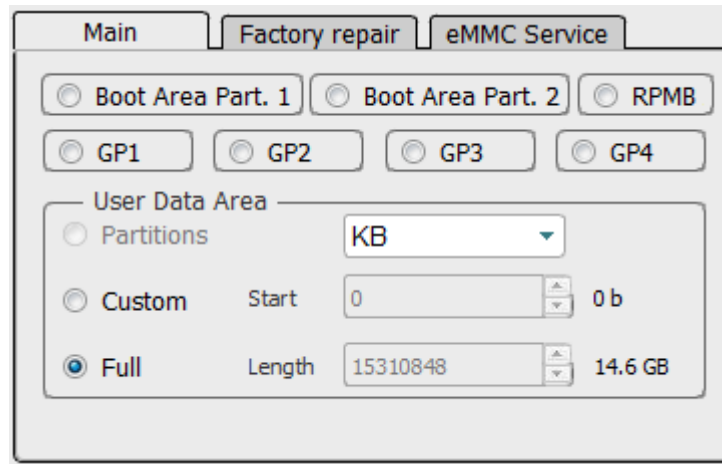 Main Factory repair eMMC Service
Boot Area Part. 1 Boot Area Part. 2 RPMB
GP1 GP2 GP3 GP4
User Data Area
Partitions KB
Custom Start 0 0 b
Full Length 15310848 14.6 GB